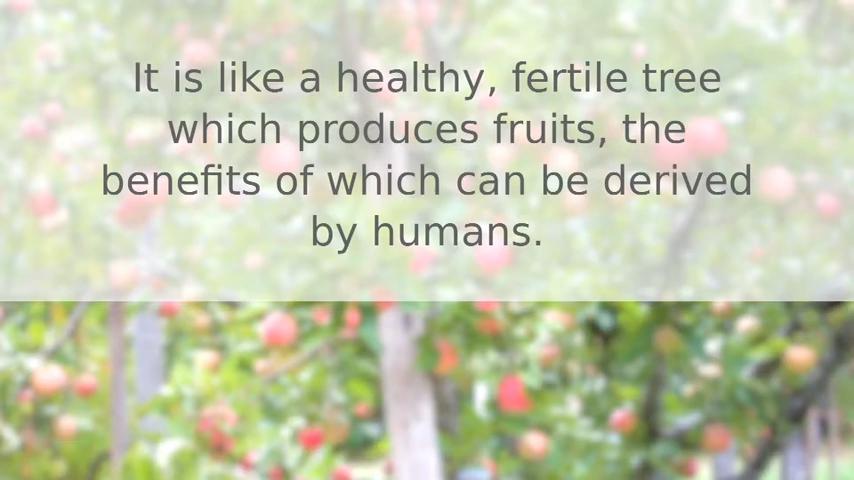 It is like a healthy, fertile tree
which produces fruits, the
benefits of which can be derived
by humans.